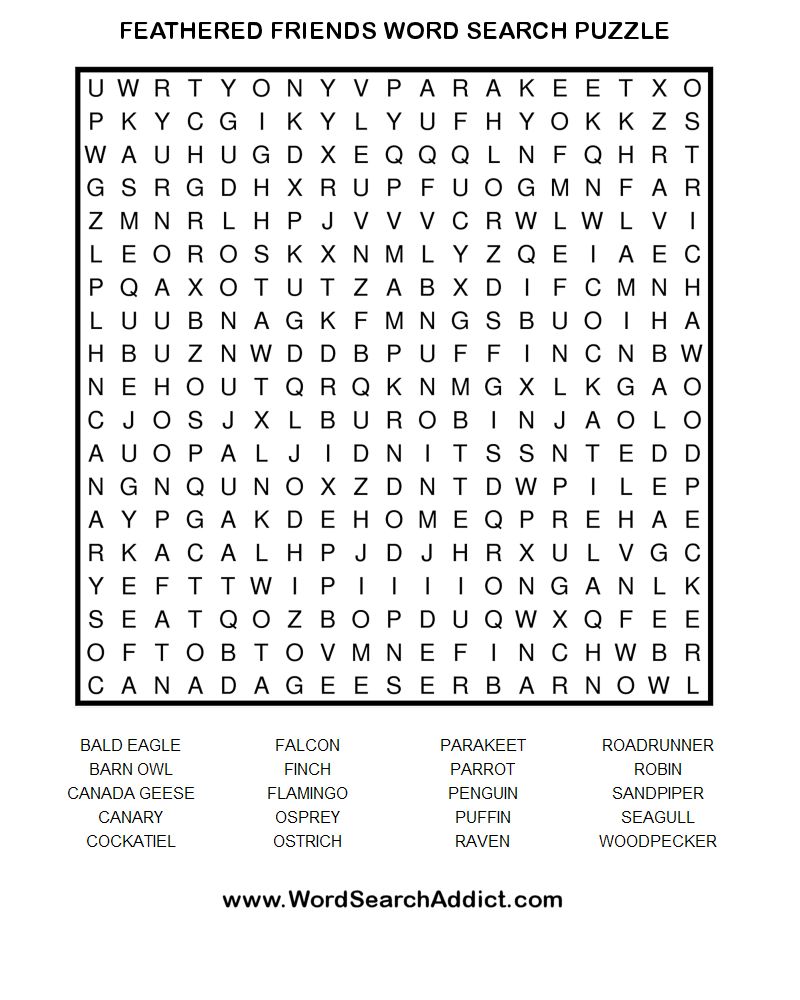 FEATHERED FRIENDS WORD SEARCH PUZZLE
U W R T Y O N Y V P A R A K E E T X O
P K Y C G I K Y L Y U F H Y O K K Z S
W A U H U G D X E Q Q Q L N F Q H R T
G S R G D H X R U P F U O G M N F A R
Z M N R L H P J V V V C R W L W L V I
L E O R O S K X N M L Y Z Q E I A E C
P Q A X O T U T Z A B X D I F C M N H
L U U B N A G K F M N G S B U O I H A
H B U Z N W D D B P U F F I N C N B W
N E H O U T Q R Q K N M G X L K G A O
C J O S J X L B U R O B I N J A O L O
A U O P A L J I D N I T S S N T E D D
N G N Q U N O X Z D N T D W P I L E P
A Y P G A K D E H O M E Q P R E H A E
R K A C A L H P J D J H R X U L V G C
Y E F T T W I P I I I I O N G A N L K
S E A T Q O Z B O P D U Q W X Q F E E
O F T O B T O V M N E F I N C H W B R
C A N A D A G E E S E R B A R N O W L
BALD EAGLE FALCON PARAKEET ROADRUNNER
BARN OWL FINCH PARROT ROBIN
CANADA GEESE FLAMINGO PENGUIN SANDPIPER
CANARY OSPREY PUFFIN SEAGULL
COCKATIEL OSTRICH RAVEN WOODPECKER
www.WordSearchAddict.com